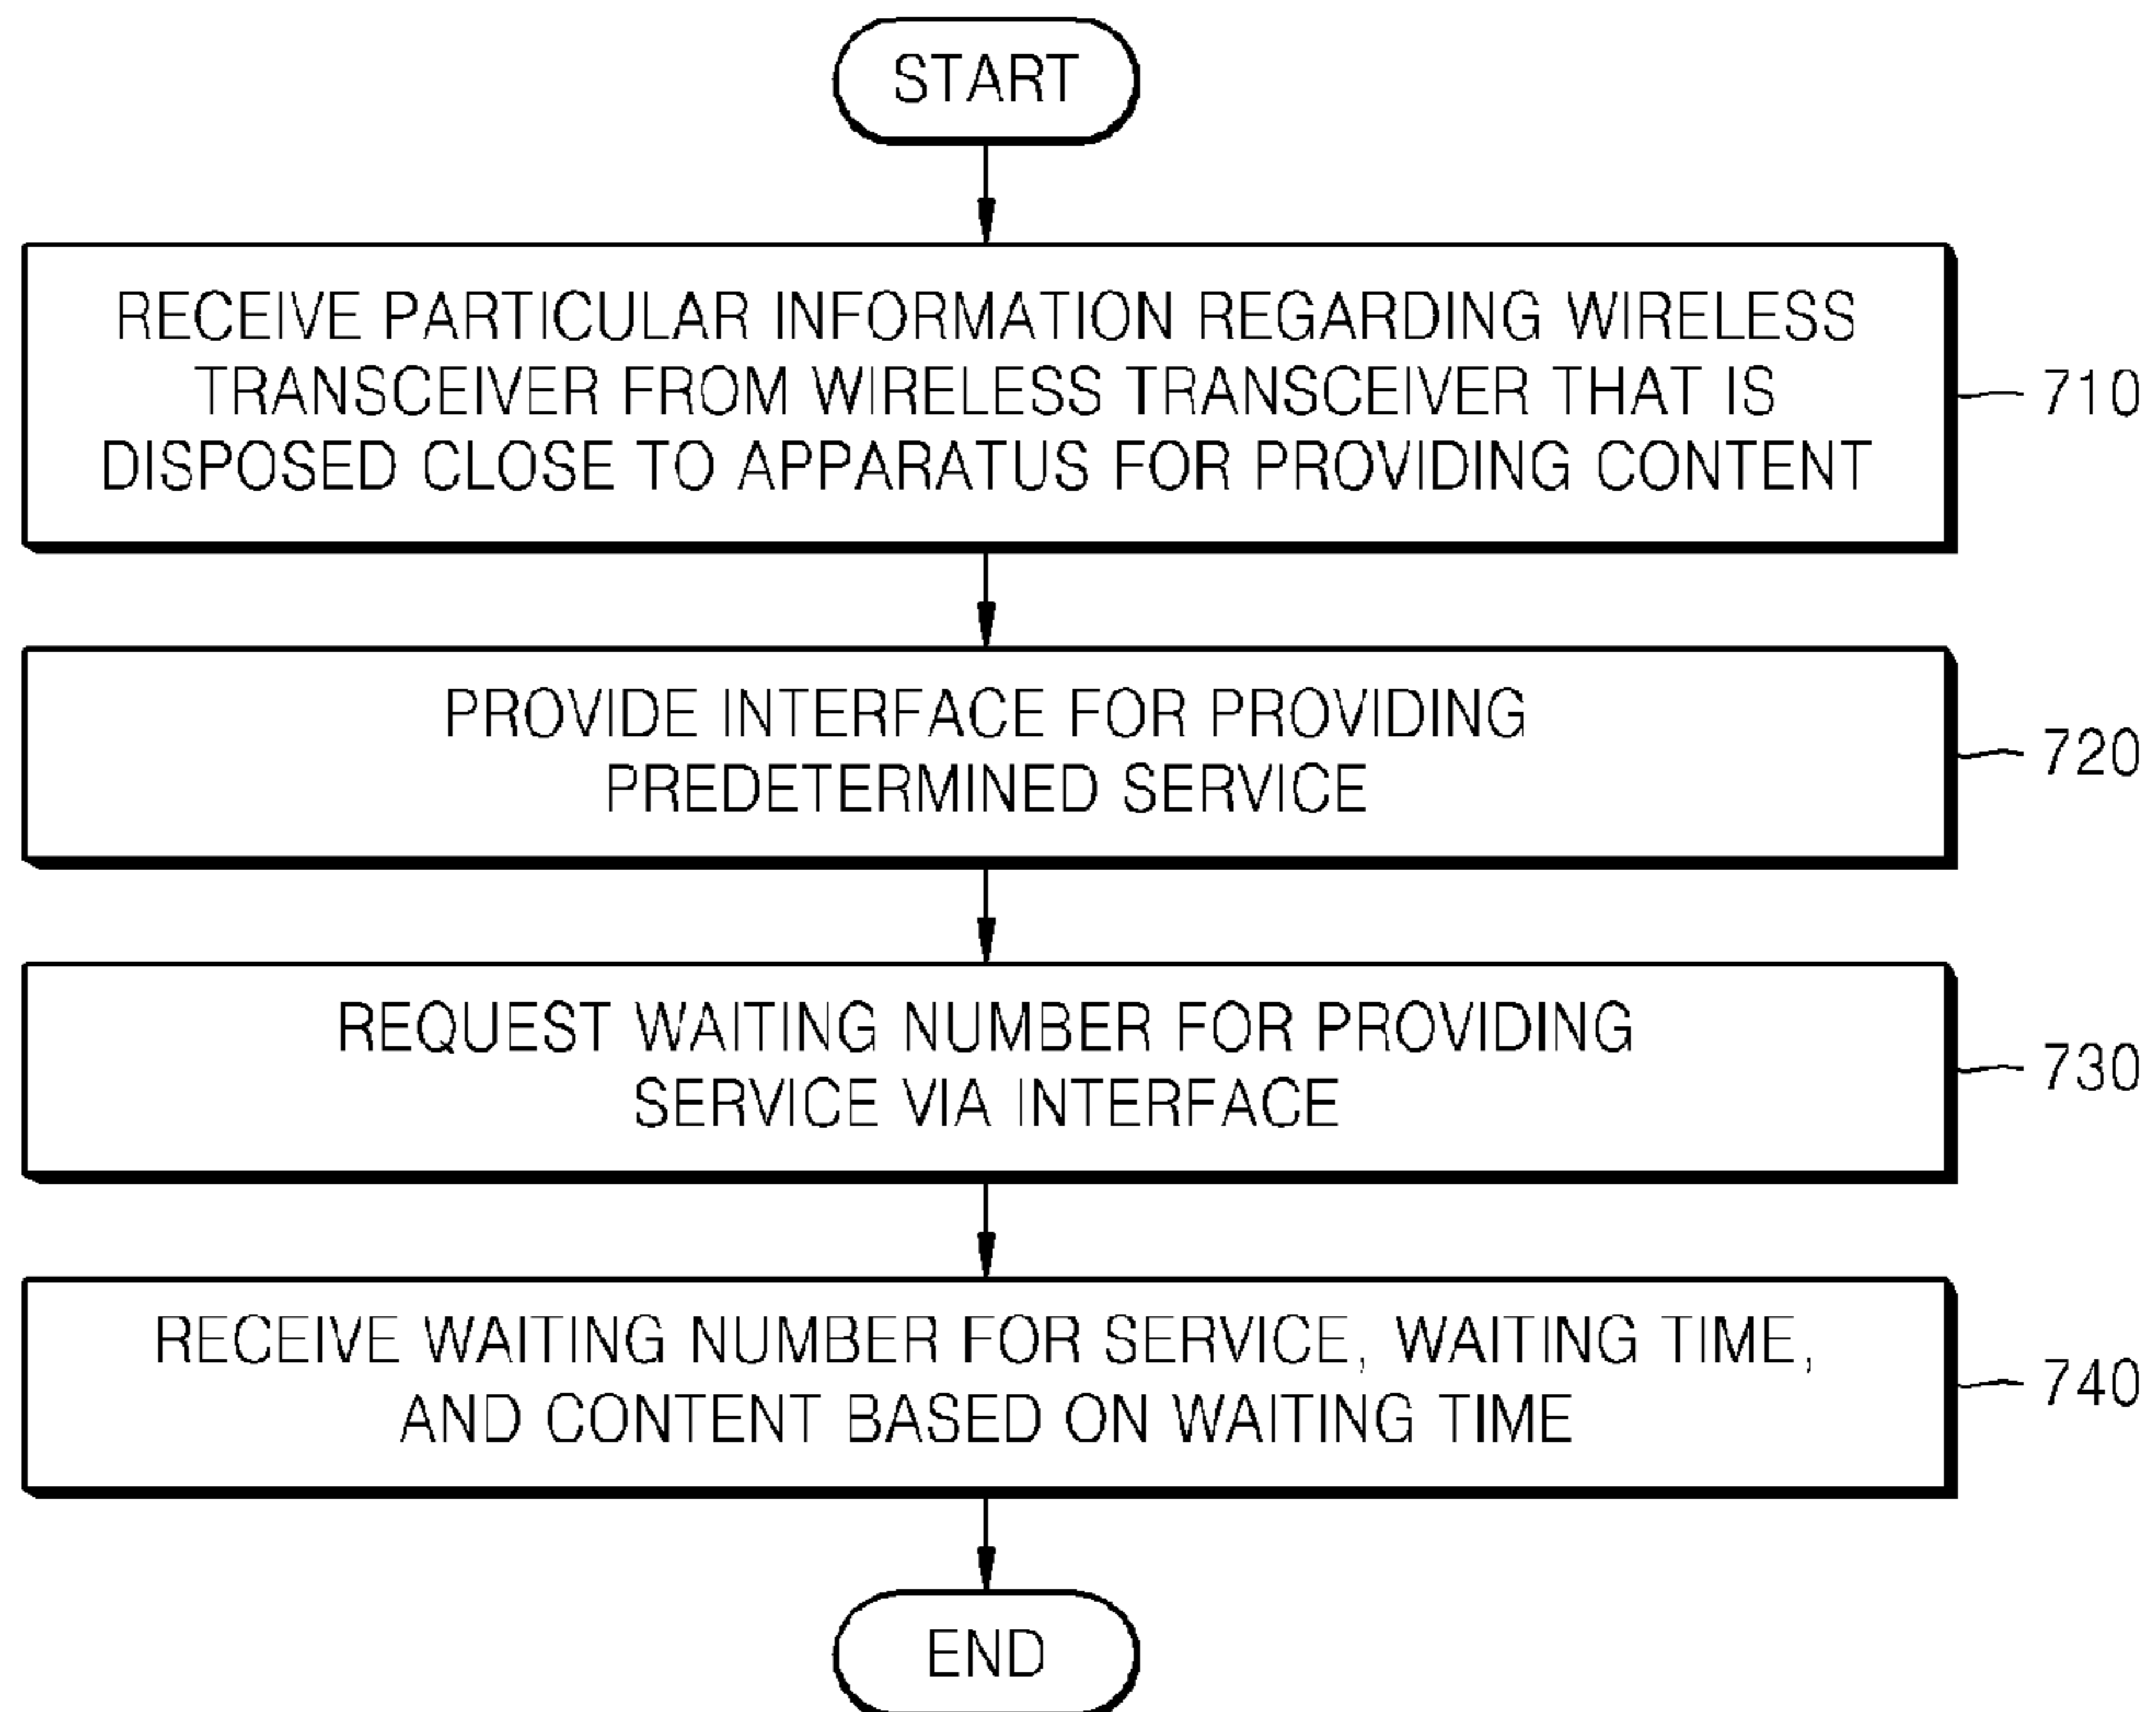 START
RECEIVE PARTICULAR INFORMATION REGARDING WIRELESS
TRANSCEIVER FROM WIRELESS TRANSCEIVER THAT IS
DISPOSED CLOSE TO APPARATUS FOR PROVIDING CONTENT
710
PROVIDE INTERFACE FOR PROVIDING
PREDETERMINED SERVICE
720
REQUEST WAITING NUMBER FOR PROVIDING
SERVICE VIA INTERFACE
730
RECEIVE WAITING NUMBER FOR SERVICE, WAITING TIME,
AND CONTENT BASED ON WAITING TIME
740
END